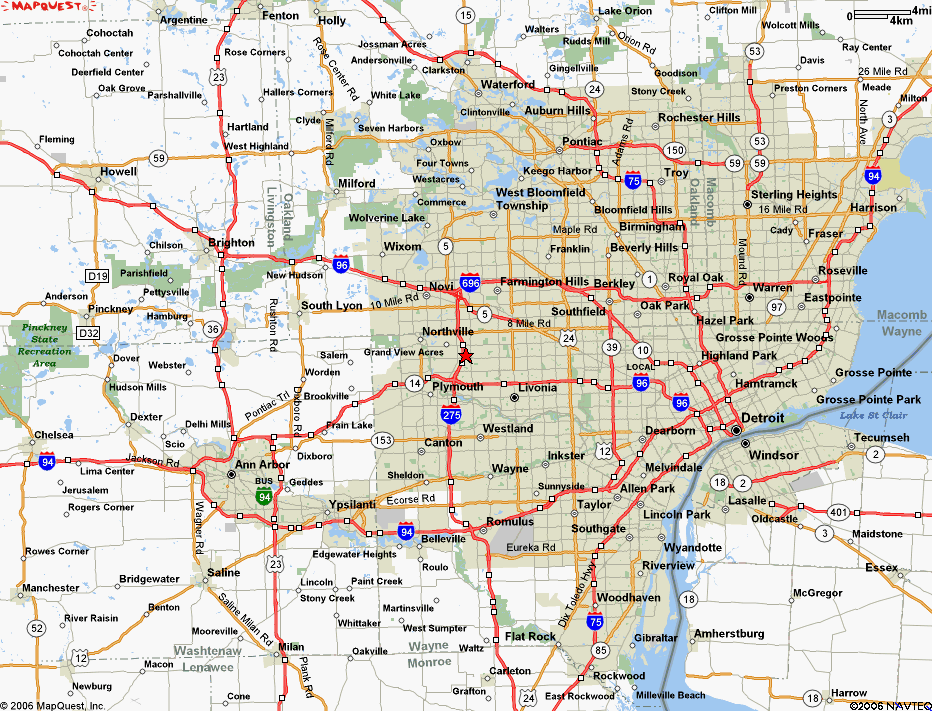 MAPQUEST
Argentine
Fenton
Holly
15
Lake Orion
Clifton Mill
0 4mi
4km
Cohoctah
Walters
Rudds Mill
Orion Rd
Wolcott Mills
Cohoctah Center
Rose Corners
Rose Center Rd
Jossman Acres
Andersonville
53
Ray Center
Deerfield Center
23
Clarkston
Gingellville
Davis
26 Mile Rd
Oak Grove
Parshallville
Hallers Corners
White Lake
Waterford
24
Goodison
Stony Creek
Preston Corners
Meade
Milton
Clyde
Milford Rd
Clintonville
Auburn Hills
Rochester Hills
North Ave
3
Hartland
Seven Harbors
Adams Rd
Fleming
West Highland
Oxbow
Pontiac
150
53
59
Four Towns
59
59
Howell
Keego Harbor
75
Troy
94
Milford
Westacres
West Bloomfield
Township
Macomb
Oakland
Sterling Heights
Oakland
Livingston
Commerce
Bloomfield Hills
16 Mile Rd
Harrison
Wolverine Lake
Maple Rd
Birmingham
Cady
Fraser
Chilson
Brighton
Wixom
5
Franklin
Beverly Hills
Mound Rd
D19
Parishfield
New Hudson
96
696
Farmington Hills
Berkley
1
Royal Oak
Roseville
Pettysville
Novi
Warren
Anderson
Pinckney
Rushton Rd
South Lyon
10 Mile Rd
Southfield
Oak Park
97
Eastpointe
Hamburg
5
8 Mile Rd
Hazel Park
Macomb
Wayne
Pinckney
State
Recreation
Area
D32
36
Northville
24
Grosse Pointe Woods
Dover
Webster
Salem
Grand View Acres
39
10
LOCAL
Highland Park
Hudson Mills
Worden
14
Plymouth
Livonia
96
Hamtramck
Grosse Pointe
Brookville
Pontiac Trl
Dixboro Rd
275
96
Grosse Pointe Park
Dexter
Delhi Mills
Frain Lake
Detroit
Lake St Clair
Chelsea
Scio
153
Canton
Westland
Dearborn
Windsor
Tecumseh
94
Lima Center
Jackson Rd
Ann Arbor
Dixboro
Inkster
12
2
Jerusalem
BUS
94
Geddes
Sheldon
Wayne
Melvindale
18
2
Rogers Corner
Ypsilanti
Ecorse Rd
Sunnyside
Taylor
Allen Park
Lasalle
Wagner Rd
Lincoln Park
Oldcastle
401
94
Belleville
Romulus
Southgate
3
Maidstone
Rowes Corner
Edgewater Heights
Eureka Rd
Wyandotte
23
Saline
Roulo
Riverview
Essex
Manchester
Bridgewater
Lincoln
Paint Creek
Dix Toledo Hwy
Stony Creek
Woodhaven
McGregor
Benton
Martinsville
18
52
River Raisin
Saline Milan Rd
Whittaker
West Sumpter
75
Mooreville
Flat Rock
Gibraltar
Amherstburg
12
Washtenaw
Lenawee
Milan
Wayne
Monroe
Waltz
Oakville
85
Macon
Plank Rd
Carleton
Rockwood
Newburg
Cone
Grafton
24
East Rockwood
Milleville Beach
18
Harrow
© 2006 MapQuest, Inc.
©2006 NAVTEQ